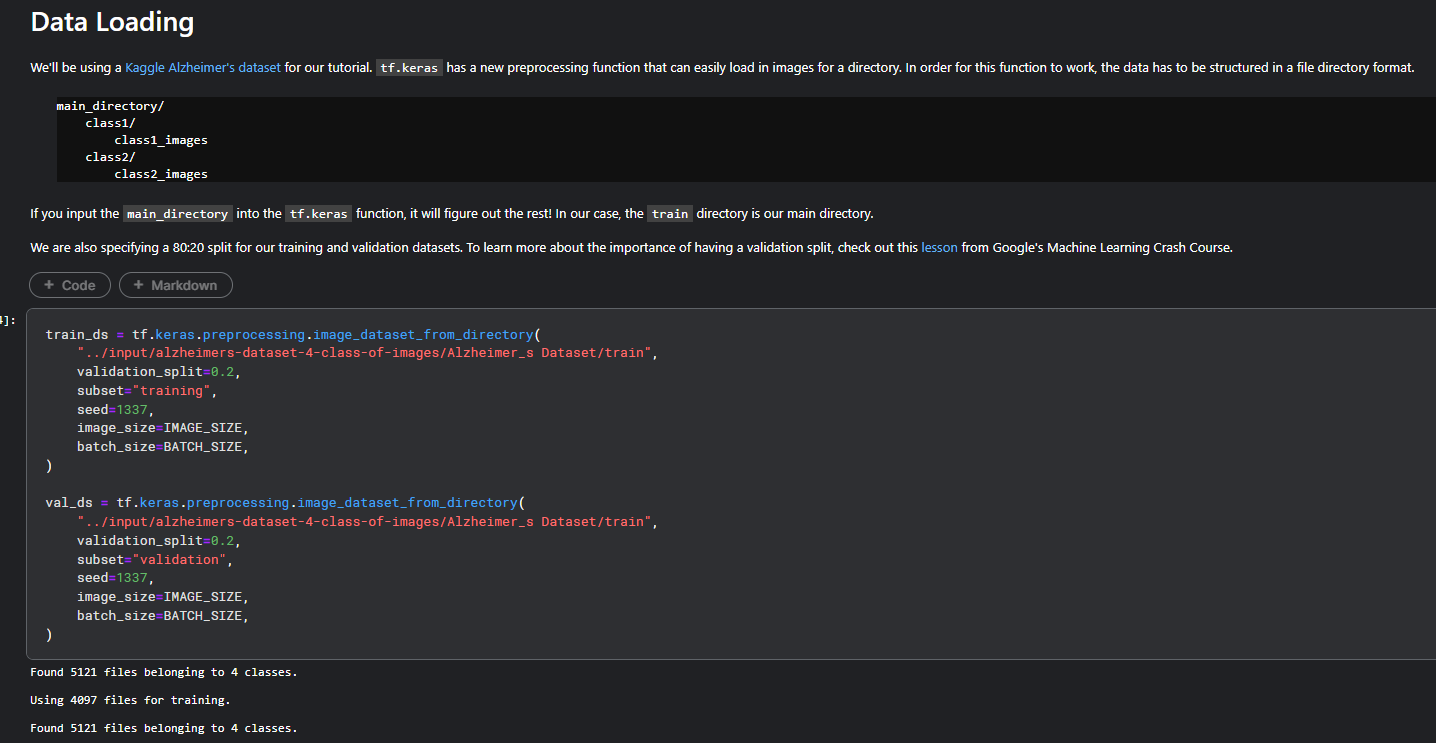 Data Loading
We'll be using a Kaggle Alzheimer's dataset for our tutorial. tf.keras has a new preprocessing function that can easily load in images for a directory. In order for this function to work, the data has to be structured in a file directory format.
main_directory/
    class1/
        class1_images
    class2/
        class2_images
If you input the main_directory into the tf.keras function, it will figure out the rest! In our case, the train directory is our main directory.
We are also specifying a 80:20 split for our training and validation datasets. To learn more about the importance of having a validation split, check out this lesson from Google's Machine Learning Crash Course.
+ Code + Markdown
4]:
train_ds = tf.keras.preprocessing.image_dataset_from_directory(
    "../input/alzheimers-dataset-4-class-of-images/Alzheimer_s Dataset/train",
    validation_split=0.2,
    subset="training",
    seed=1337,
    image_size=IMAGE_SIZE,
    batch_size=BATCH_SIZE,
)
val_ds = tf.keras.preprocessing.image_dataset_from_directory(
    "../input/alzheimers-dataset-4-class-of-images/Alzheimer_s Dataset/train",
    validation_split=0.2,
    subset="validation",
    seed=1337,
    image_size=IMAGE_SIZE,
    batch_size=BATCH_SIZE,
)
Found 5121 files belonging to 4 classes.
Using 4097 files for training.
Found 5121 files belonging to 4 classes.